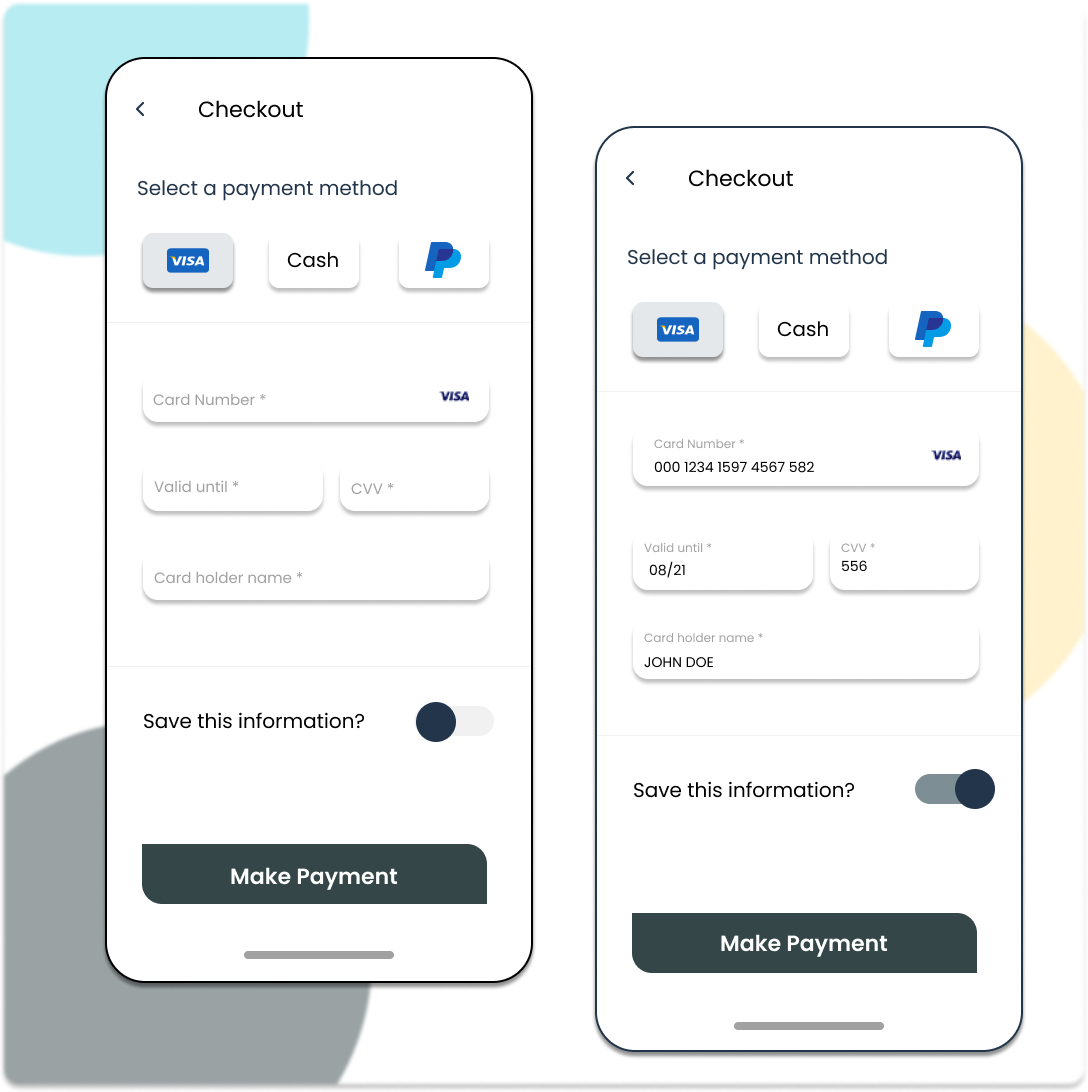 Checkout
Select a payment method
VISA
Cash
Card Number *
VISA
Valid until *
CVV *
Card holder name *
Save this information?
Make Payment
Checkout
Select a payment method
VISA
Cash
Card Number *
000 1234 1597 4567 582
VISA
Valid until *
08/21
CVV *
556
Card holder name *
JOHN DOE
Save this information?
Make Payment